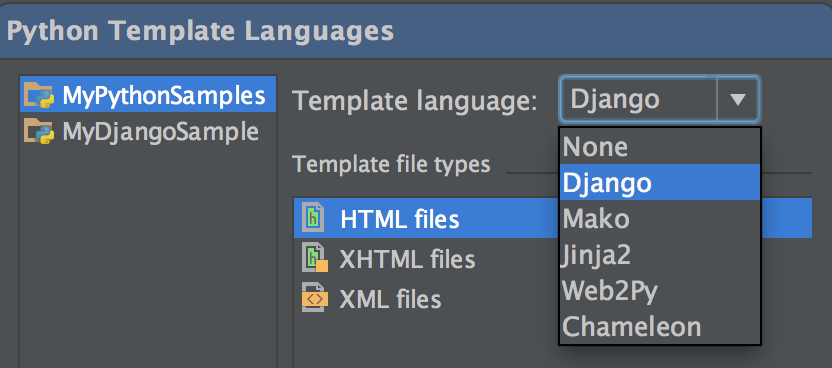 Python Template Languages
MyPythonSamples
MyDjangoSample
Template language:
Django
None
Django
Mako
Jinja2
Web2Py
Chameleon
Template file types
HTML files
XHTML files
XML files